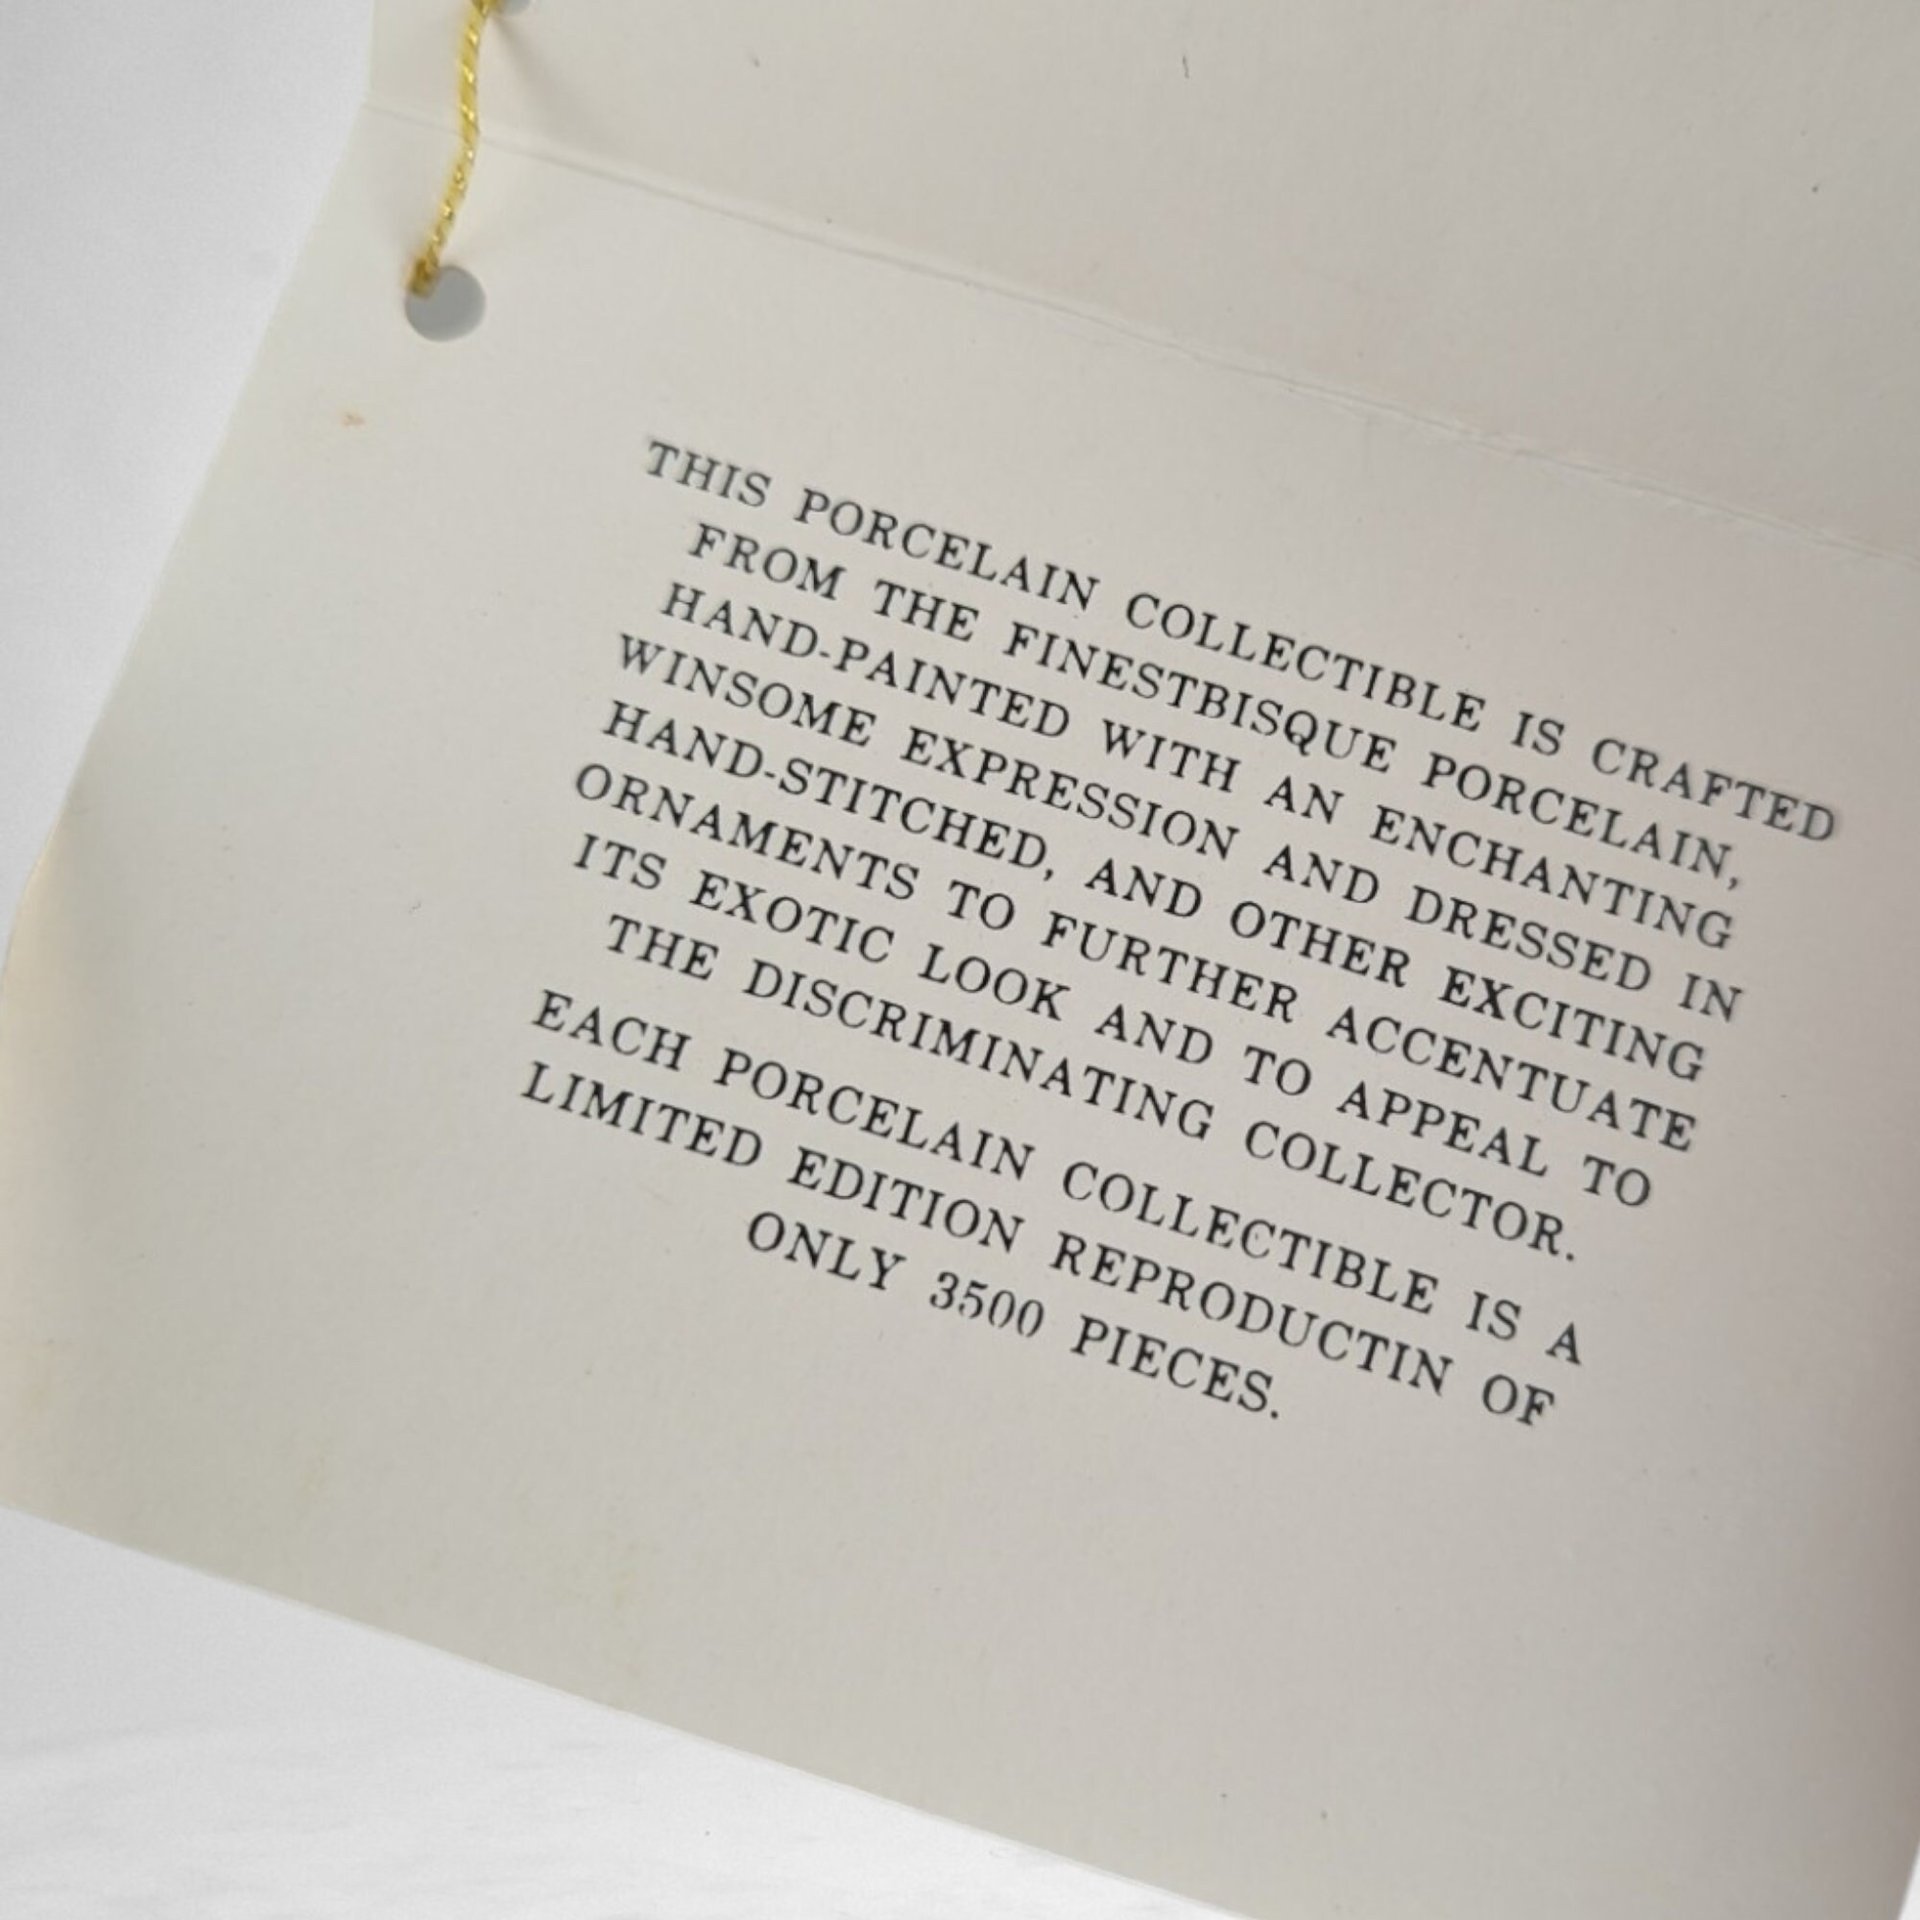 THIS PORCELAIN COLLECTIBLE IS CRAFTED
FROM THE FINESTBISQUE PORCELAIN,
HAND-PAINTED WITH AN ENCHANTING
WINSOME EXPRESSION AND DRESSED IN
HAND-STITCHED, AND OTHER EXCITING
ORNAMENTS TO FURTHER ACCENTUATE
ITS EXOTIC LOOK AND TO APPEAL TO
THE DISCRIMINATING COLLECTOR.
EACH PORCELAIN COLLECTIBLE IS A
LIMITED EDITION REPRODUCTIN OF
ONLY 3500 PIECES.